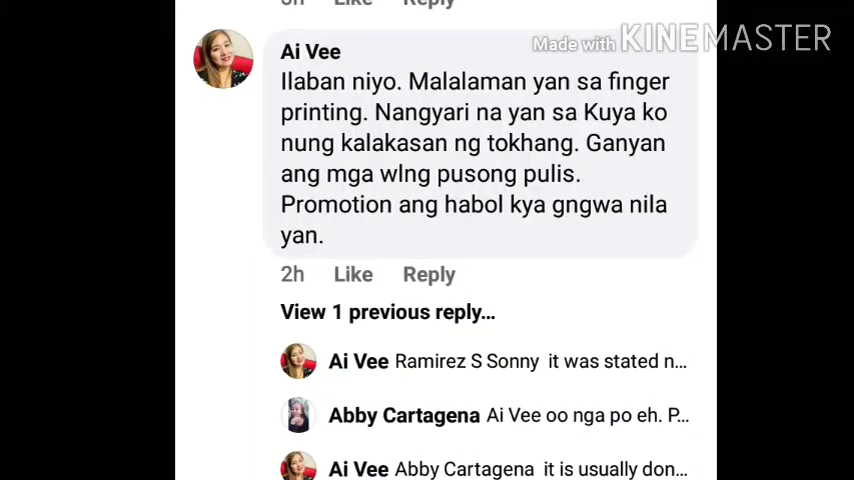 3h Like Reply
Made with KINEMASTER
Ai Vee
Ilaban niyo. Malalaman yan sa finger
printing. Nangyari na yan sa Kuya ko
nung kalakasan ng tokhang. Ganyan
ang mga wlng pusong pulis.
Promotion ang habol kya gngwa nila
yan.
2h Like Reply
View 1 previous reply...
Ai Vee Ramirez S Sonny it was stated n...
Abby Cartagena Ai Vee oo nga po eh. P...
Ai Vee Abby Cartagena it is usually don...